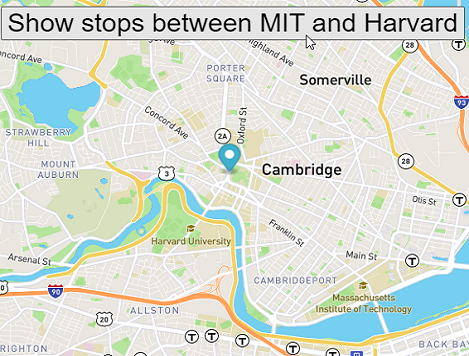 Show stops between MIT and Harvard
Highland Ave
28
PORTER
SQUARE
Somerville
93
Concord Ave
Concord Ave
Oxford St
STRAWBERRY
HILL
2A
28
MOUNT
AUBURN
3
Cambridge
Otis St
Franklin St
Harvard University
Main St
T
Arsenal St
CAMBRIDGEPORT
90
Massachusetts
Institute of Technology
ALLSTON
20
T
T
T
T
BACK BAY
BRIGHTON